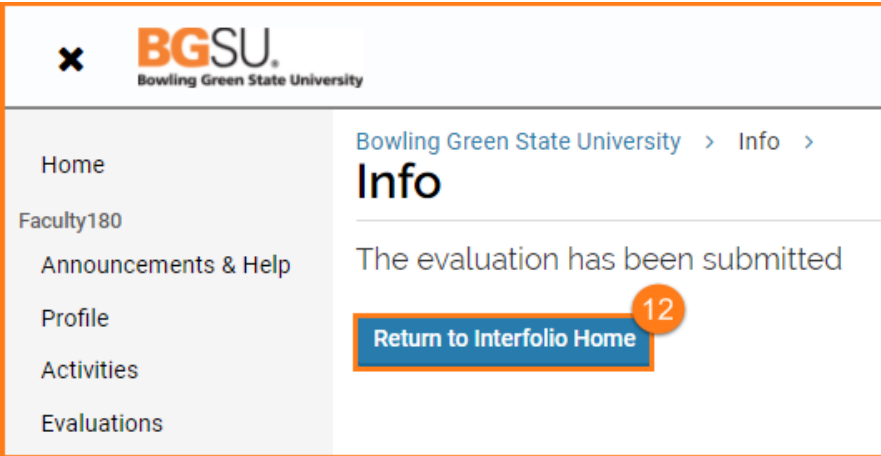 BGSU.
Bowling Green State University
Home
Faculty180
Announcements & Help
Profile
Activities
Evaluations
Bowling Green State University > Info >
Info
The evaluation has been submitted
12
Return to Interfolio Home